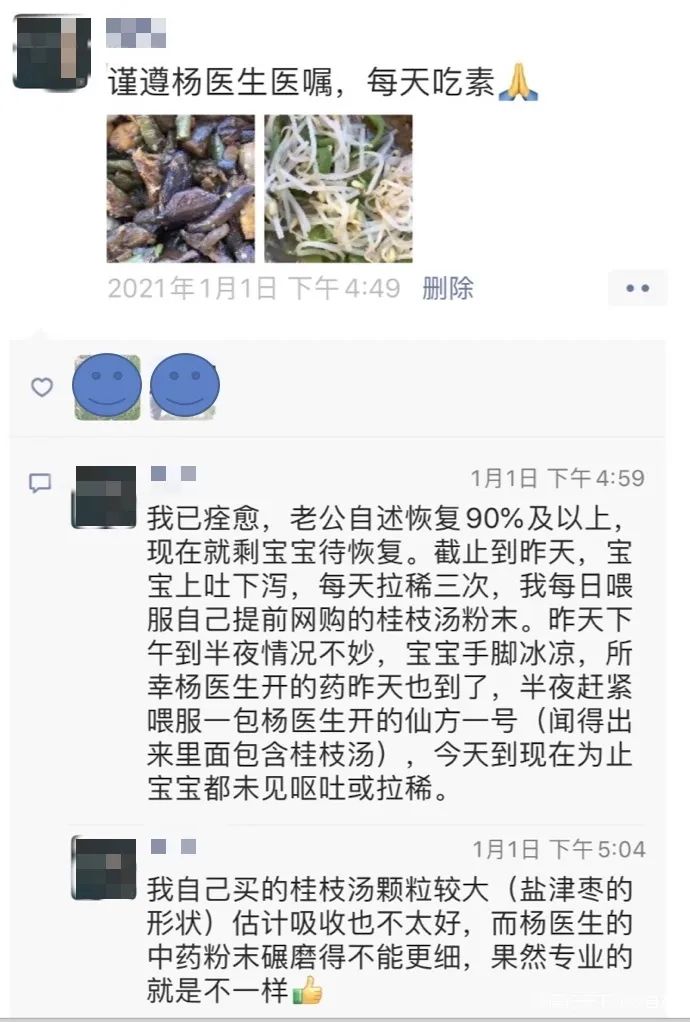 谨遵杨医生医嘱，每天吃素🙏
2021年1月1日 下午4:49 删除
1月1日 下午4:59
我已痊愈，老公自述恢复90%及以上，
现在就剩宝宝待恢复。截止到昨天，宝
宝上吐下泻，每天拉稀三次，我每日喂
服自己提前网购的桂枝汤粉末。昨天下
午到半夜情况不妙，宝宝手脚冰凉，所
幸杨医生开的药昨天也到了，半夜赶紧
喂服一包杨医生开的仙方一号（闻得出
来里面包含桂枝汤），今天到现在为止
宝宝都未见呕吐或拉稀。
1月1日 下午5:04
我自己买的桂枝汤颗粒较大（盐津枣的
形状）估计吸收也不太好，而杨医生的
中药粉末碾磨得不能更细，果然专业的
就是不一样👍